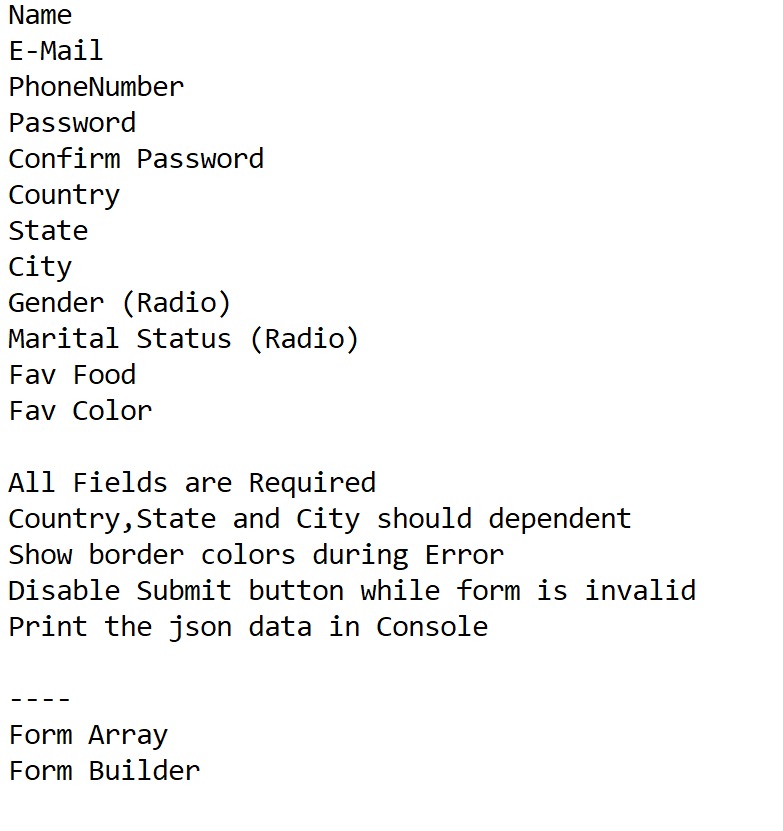 Name
E-Mail
PhoneNumber
Password
Confirm Password
Country
State
City
Gender (Radio)
Marital Status (Radio)
Fav Food
Fav Color
All Fields are Required
Country,State and City should dependent
Show border colors during Error
Disable Submit button while form is invalid
Print the json data in Console
----
Form Array
Form Builder